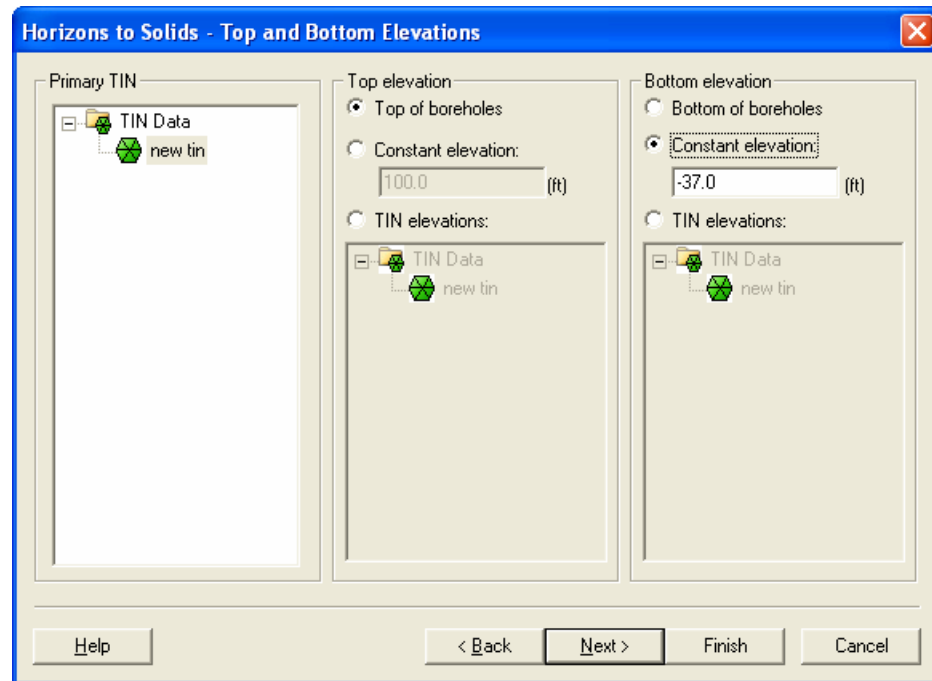 Horizons to Solids - Top and Bottom Elevations
Primary TIN
TIN Data
new tin
Top elevation
Top of boreholes
Constant elevation:
100.0 (ft)
TIN elevations:
TIN Data
new tin
Bottom elevation
Bottom of boreholes
Constant elevation:
-37.0 (ft)
TIN elevations:
TIN Data
new tin
Help
< Back
Next >
Finish
Cancel